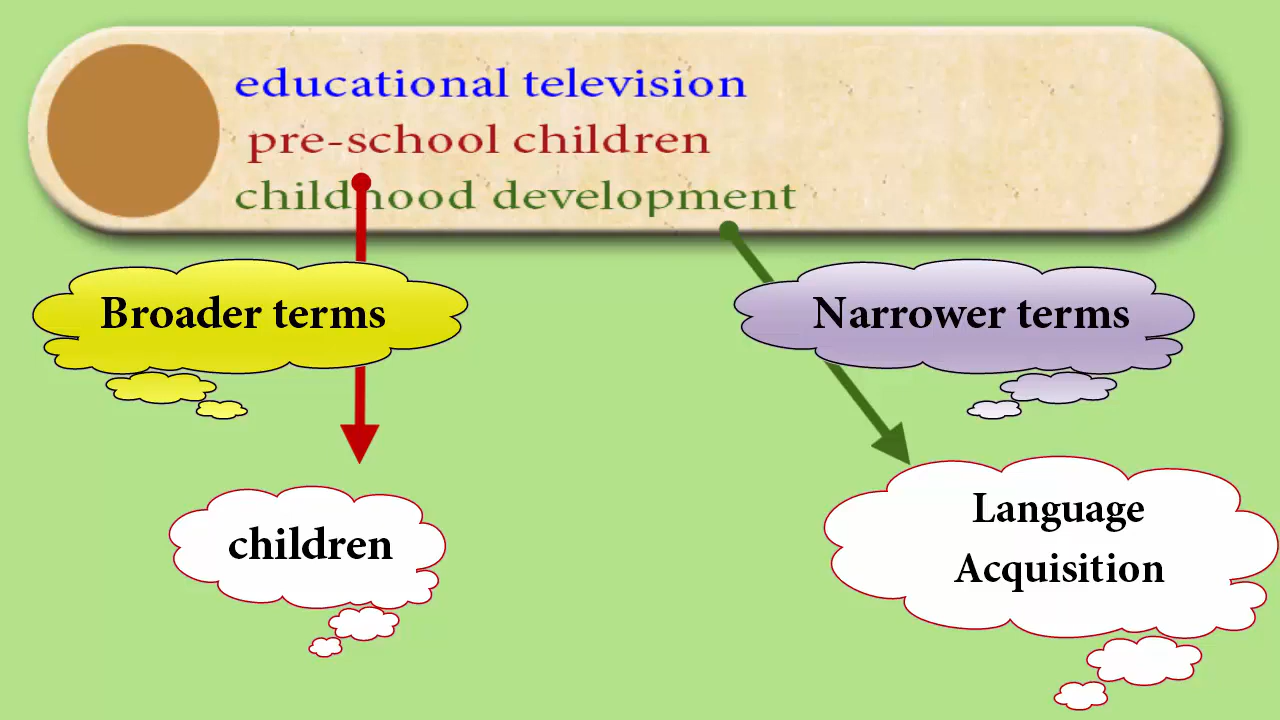 educational television
pre-school children
childhood development
Broader terms
Narrower terms
children
Language
Acquisition